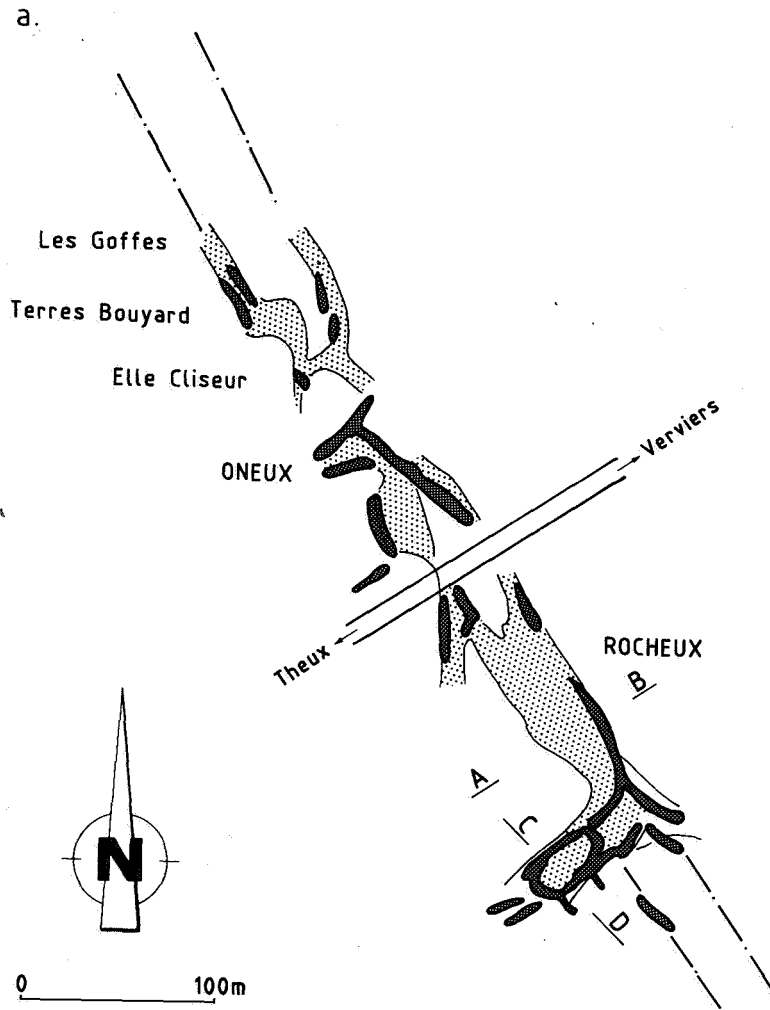 a.
Les Goffes
Terres Bouyard
Elle Cliseur
Verviers
ONEUX
Theux
ROCHEUX
B
A
C
N
D
0 100m